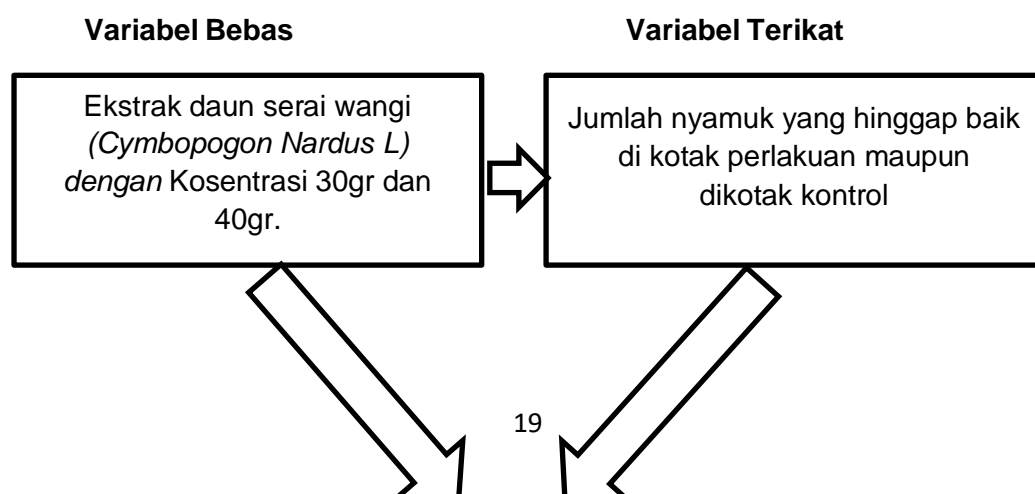 Variabel Bebas
Variabel Terikat
Ekstrak daun serai wangi
(Cymbopogon Nardus L)
dengan Kosentrasi 30gr dan
40gr.
Jumlah nyamuk yang hinggap baik
di kotak perlakuan maupun
dikotak kontrol
19